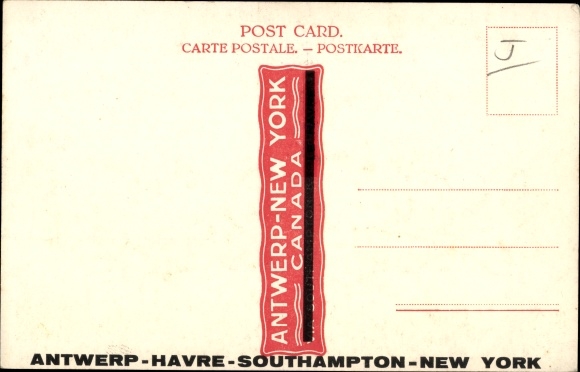 POST CARD.
CARTE POSTALE. – POSTKARTE.
J
ANTWERP-NEW YORK
CANADA
ANTWERP-HAVRE-SOUTHAMPTON-NEW YORK